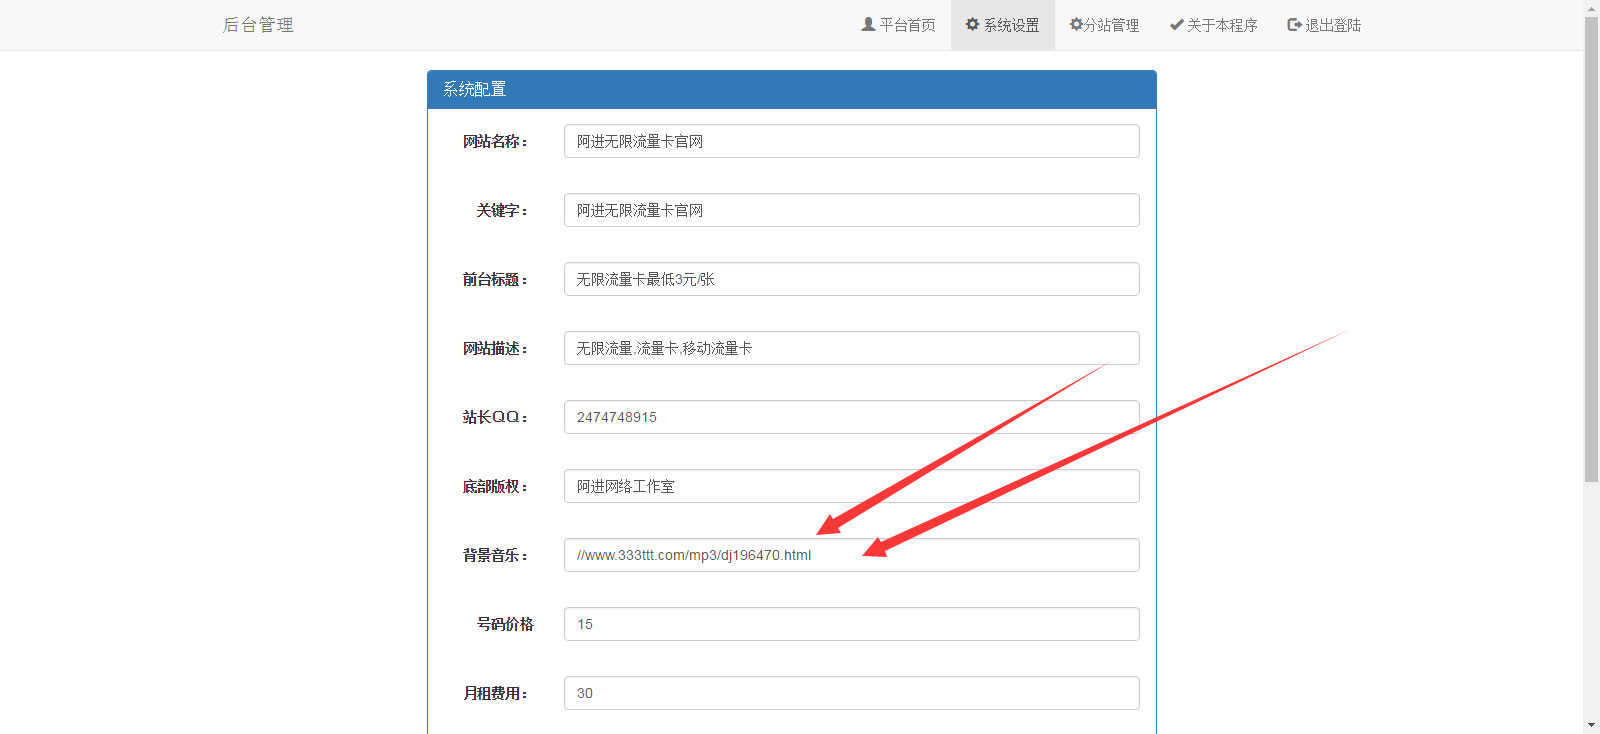 后台管理
平台首页
系统设置
分站管理
关于本程序
退出登陆
系统配置
网站名称： 阿进无限流量卡官网
关键字： 阿进无限流量卡官网
前台标题： 无限流量卡最低3元/张
网站描述： 无限流量,流量卡,移动流量卡
站长QQ： 2474748915
底部版权： 阿进网络工作室
背景音乐： //www.333ttt.com/mp3/dj196470.html
号码价格 15
月租费用： 30